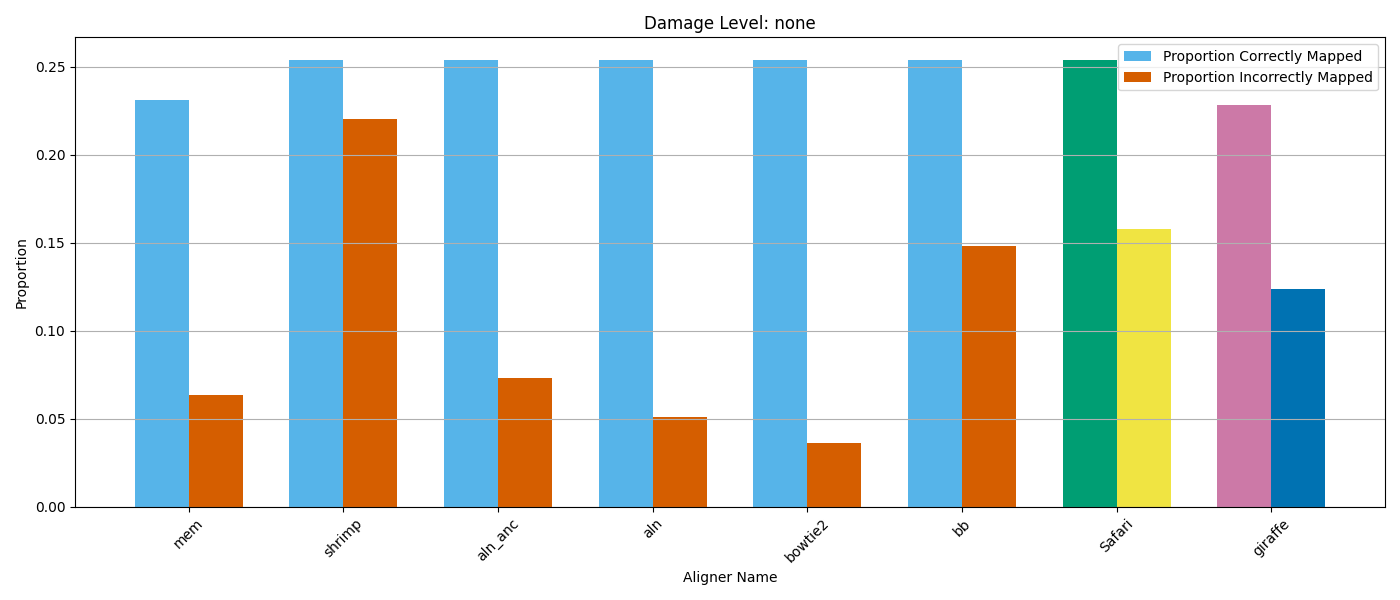 Damage Level: none
Proportion Correctly Mapped
Proportion Incorrectly Mapped
0.25
0.20
0.15
0.10
0.05
0.00
Proportion
mem
shrimp
aln_anc
aln
bowtie2
bb
Safari
giraffe
Aligner Name